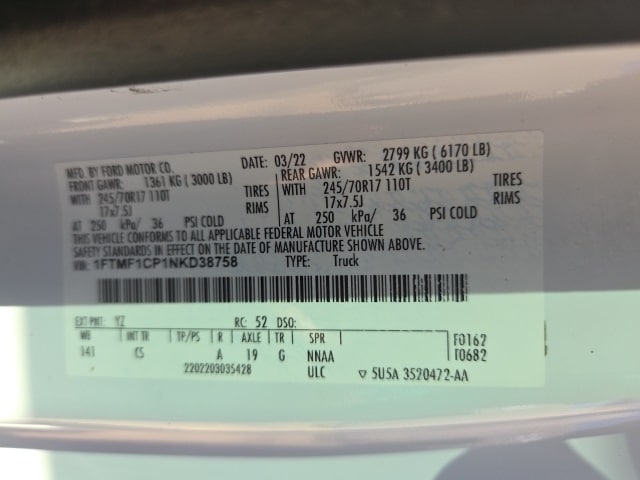 MFD. BY FORD MOTOR CO. DATE: 03/22 GVWR: 2799 KG ( 6170 LB)
FRONT GAWR: 1361 KG ( 3000 LB) REAR GAWR: 1542 KG ( 3400 LB)
WITH 245/70R17 110T TIRES WITH 245/70R17 110T TIRES
17x7.5J RIMS 17x7.5J RIMS
AT 250 kPa/ 36 PSI COLD AT 250 kPa/ 36 PSI COLD
THIS VEHICLE CONFORMS TO ALL APPLICABLE FEDERAL MOTOR VEHICLE
SAFETY STANDARDS IN EFFECT ON THE DATE OF MANUFACTURE SHOWN ABOVE.
VIN: 1FTMF1CP1NKD38758 TYPE: Truck
EXT PNT: YZ RC: 52 DSO:
WB INT TR TP/PS R AXLE TR SPR F0162
141 CS A 19 G NNAA T0682
2202203035428 ULC ▽ 5U5A 3520472-AA